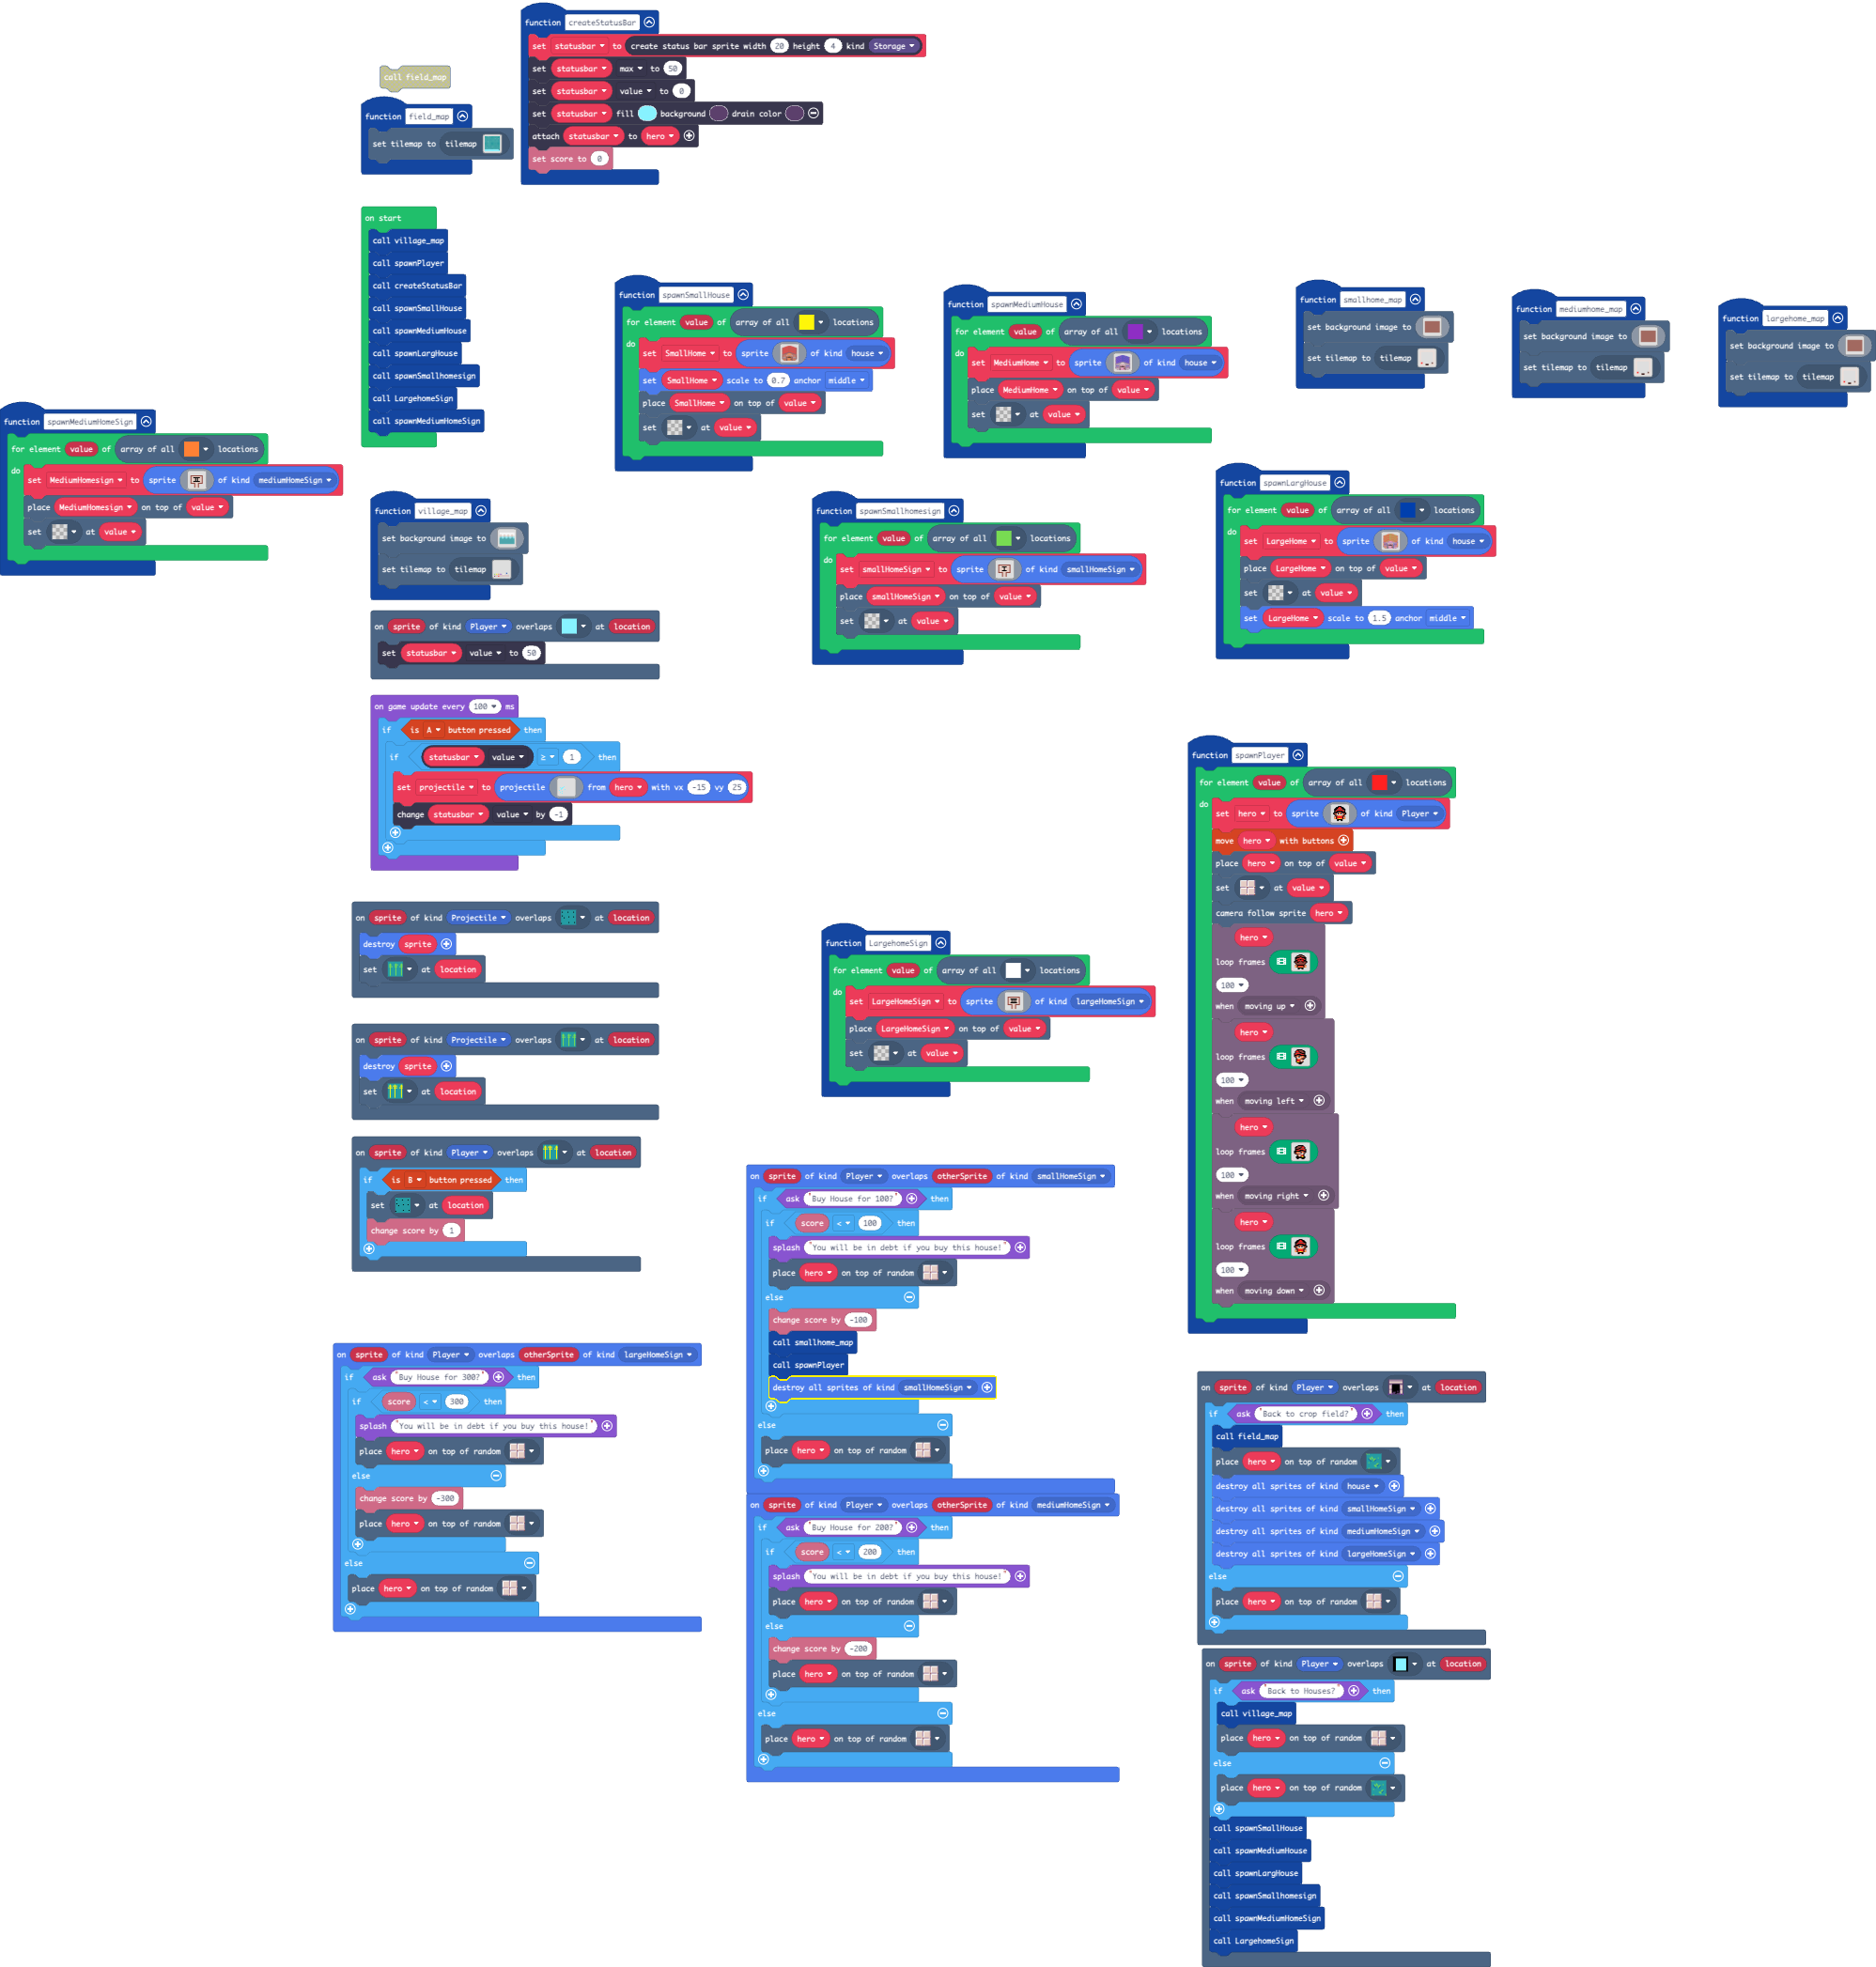 function createStatusBar
set statusbar to create status bar sprite width 20 height 4 kind Storage
set statusbar max to 50
set statusbar value to 0
set statusbar fill background drain color
attach statusbar to hero
set score to 0
call field_map
function field_map
set tilemap to tilemap
on start
call village_map
call spawnPlayer
call createStatusBar
call spawnSmallHouse
call spawnMediumHouse
call spawnLargHouse
call spawnSmallhomesign
call LargehomeSign
call spawnMediumHomeSign
function spawnSmallHouse
for element value of array of all locations
do
set SmallHome to sprite of kind house
set SmallHome scale to 0.7 anchor middle
place SmallHome on top of value
set at value
function spawnMediumHouse
for element value of array of all locations
do
set MediumHome to sprite of kind house
place MediumHome on top of value
set at value
function smallhome_map
set background image to
set tilemap to tilemap
function mediumhome_map
set background image to
set tilemap to tilemap
function largehome_map
set background image to
set tilemap to tilemap
function spawnMediumHomeSign
for element value of array of all locations
do
set MediumHomesign to sprite of kind mediumHomeSign
place MediumHomesign on top of value
set at value
function village_map
set background image to
set tilemap to tilemap
function spawnSmallhomesign
for element value of array of all locations
do
set smallHomeSign to sprite of kind smallHomeSign
place smallHomeSign on top of value
set at value
function spawnLargHouse
for element value of array of all locations
do
set LargeHome to sprite of kind house
place LargeHome on top of value
set at value
set LargeHome scale to 1.5 anchor middle
on sprite of kind Player overlaps at location
set statusbar value to 50
on game update every 100 ms
if is A button pressed then
if statusbar value ≥ 1 then
set projectile to projectile from hero with vx -15 vy 25
change statusbar value by -1
function spawnPlayer
for element value of array of all locations
do
set hero to sprite of kind Player
move hero with buttons
place hero on top of value
set at value
camera follow sprite hero
hero
loop frames
100
when moving up
hero
loop frames
100
when moving left
hero
loop frames
100
when moving right
hero
loop frames
100
when moving down
on sprite of kind Projectile overlaps at location
destroy sprite
set at location
on sprite of kind Projectile overlaps at location
destroy sprite
set at location
on sprite of kind Player overlaps at location
if is B button pressed then
set at location
change score by 1
function LargehomeSign
for element value of array of all locations
do
set LargeHomeSign to sprite of kind largeHomeSign
place LargeHomeSign on top of value
set at value
on sprite of kind Player overlaps otherSprite of kind smallHomeSign
if ask "Buy House for 100?" then
if score < 100 then
splash "You will be in debt if you buy this house!"
place hero on top of random
else
change score by -100
call smallhome_map
call spawnPlayer
destroy all sprites of kind smallHomeSign
else
place hero on top of random
on sprite of kind Player overlaps otherSprite of kind mediumHomeSign
if ask "Buy House for 200?" then
if score < 200 then
splash "You will be in debt if you buy this house!"
place hero on top of random
else
change score by -200
place hero on top of random
else
place hero on top of random
on sprite of kind Player overlaps otherSprite of kind largeHomeSign
if ask "Buy House for 300?" then
if score < 300 then
splash "You will be in debt if you buy this house!"
place hero on top of random
else
change score by -300
place hero on top of random
else
place hero on top of random
on sprite of kind Player overlaps at location
if ask "Back to crop field?" then
call field_map
place hero on top of random
destroy all sprites of kind house
destroy all sprites of kind smallHomeSign
destroy all sprites of kind mediumHomeSign
destroy all sprites of kind largeHomeSign
else
place hero on top of random
on sprite of kind Player overlaps at location
if ask "Back to Houses?" then
call village_map
place hero on top of random
else
place hero on top of random
call spawnSmallHouse
call spawnMediumHouse
call spawnLargHouse
call spawnSmallhomesign
call spawnMediumHomeSign
call LargehomeSign